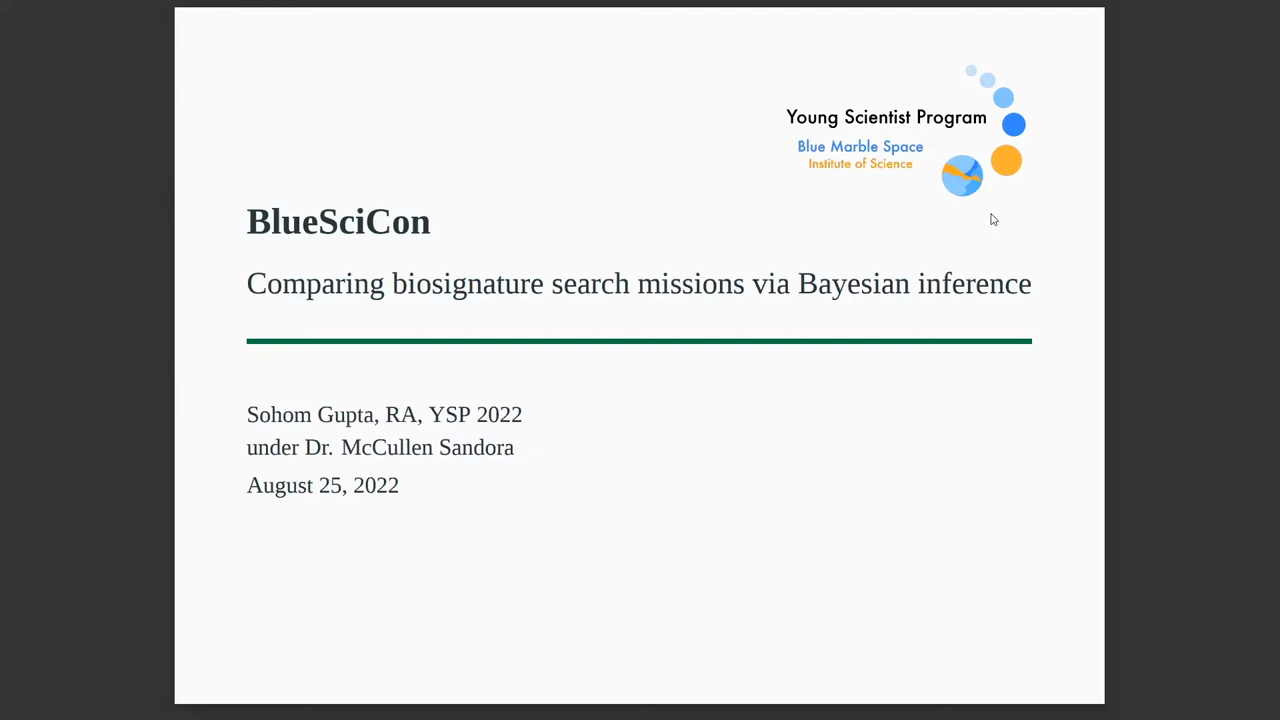 Young Scientist Program
Blue Marble Space
Institute of Science
BlueSciCon
Comparing biosignature search missions via Bayesian inference
Sohom Gupta, RA, YSP 2022
under Dr. McCullen Sandora
August 25, 2022